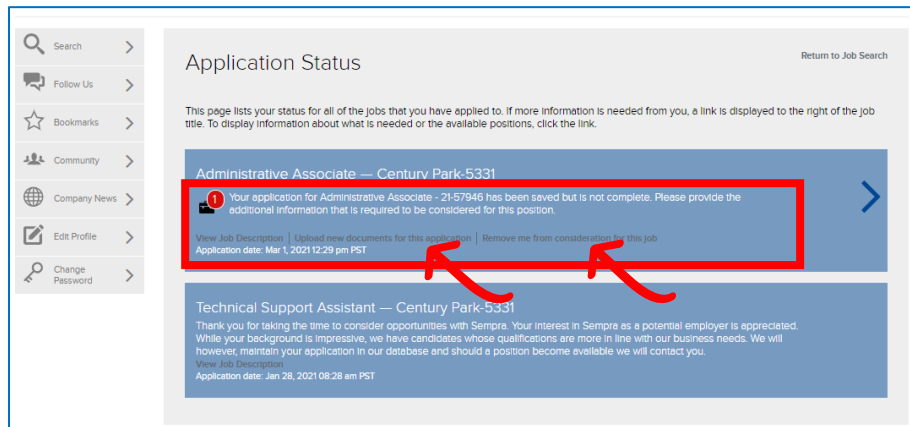 Search
Follow Us
Bookmarks
Community
Company News
Edit Profile
Change
Password
Application Status
Return to Job Search
This page lists your status for all of the jobs that you have applied to. If more information is needed from you, a link is displayed to the right of the job
title. To display information about what is needed or the available positions, click the link.
Administrative Associate — Century Park-5331
1
Your application for Administrative Associate - 21-57946 has been saved but is not complete. Please provide the
additional information that is required to be considered for this position.
View Job Description | Upload new documents for this application | Remove me from consideration for this job
Application date: Mar 1, 2021 12:29 pm PST
Technical Support Assistant — Century Park-5331
Thank you for taking the time to consider opportunities with Sempra. Your interest in Sempra as a potential employer is appreciated.
While your background is impressive, we have candidates whose qualifications are more in line with our business needs. We will
however, maintain your application in our database and should a position become available we will contact you.
View Job Description
Application date: Jan 28, 2021 08:28 am PST